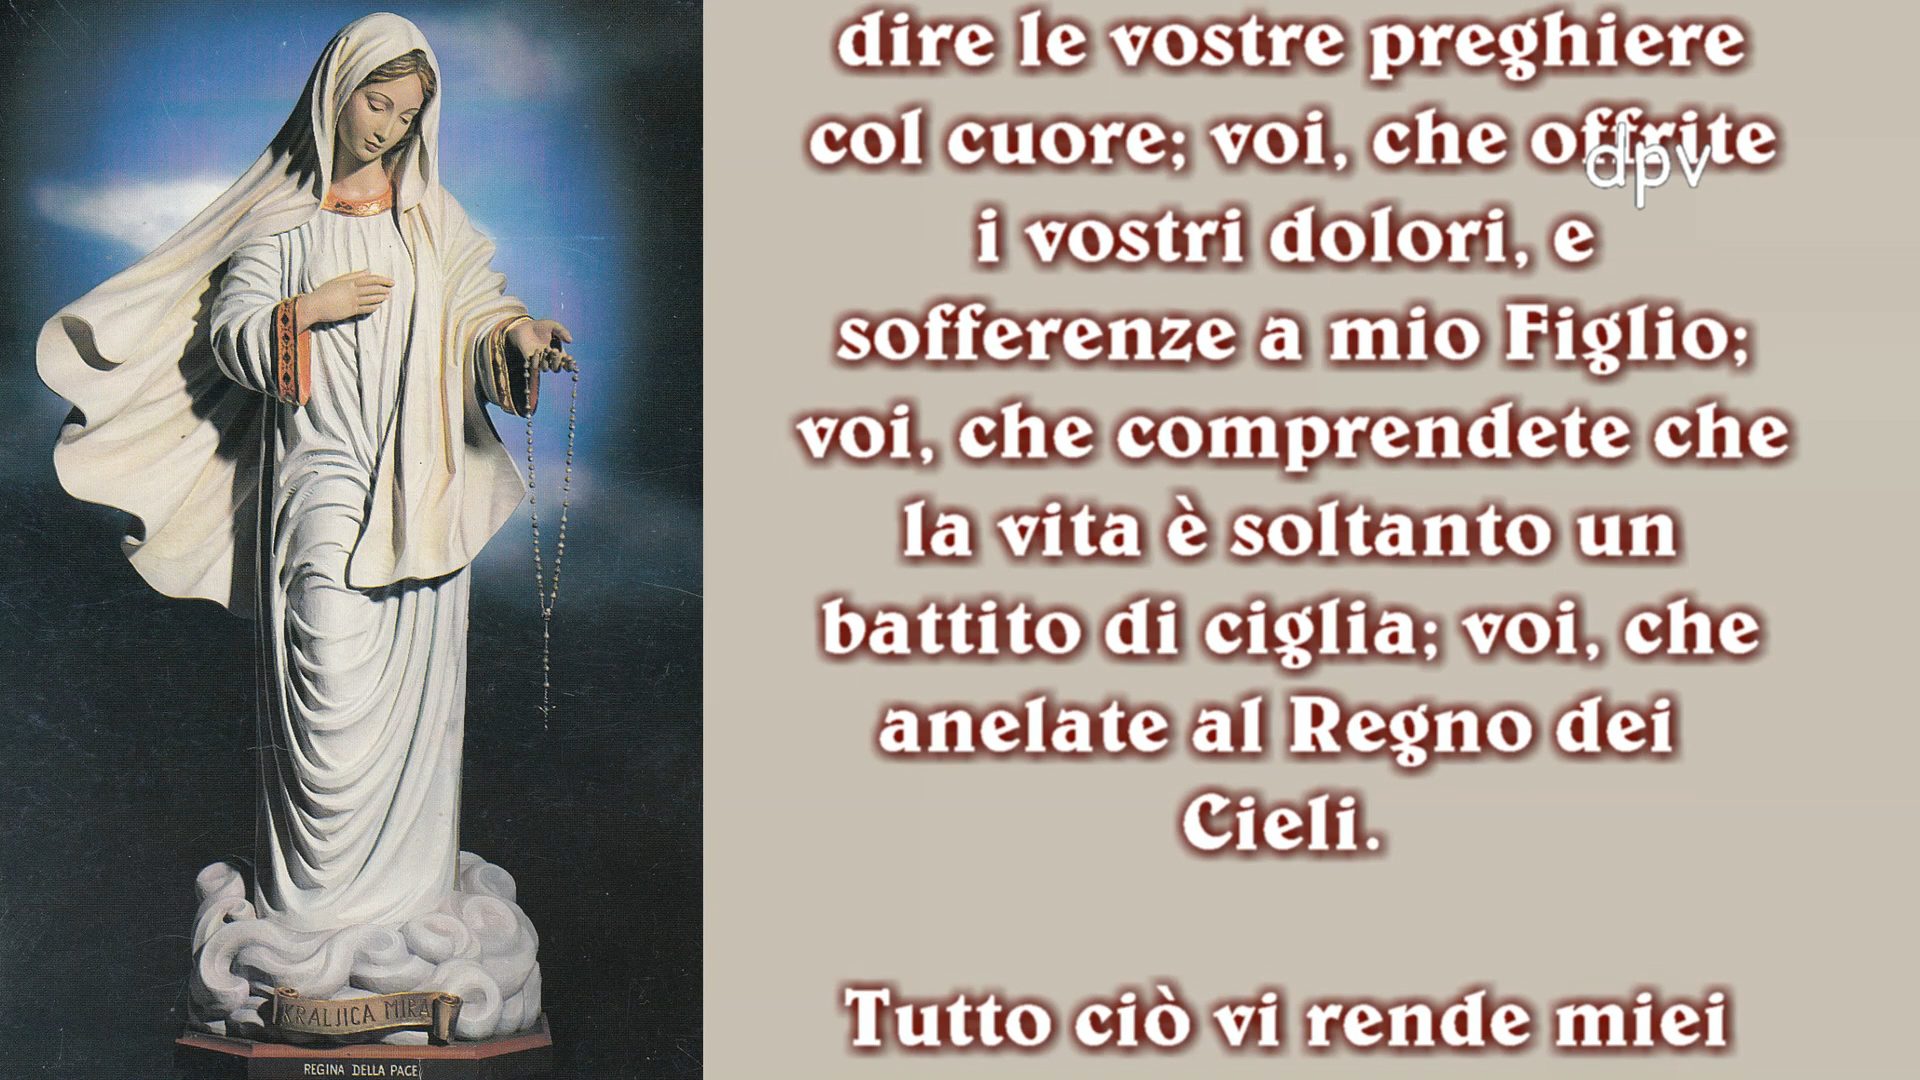 dire le vostre preghiere
col cuore; voi, che offrite
dpv
i vostri dolori, e
sofferenze a mio Figlio;
voi, che comprendete che
la vita è soltanto un
battito di ciglia; voi, che
anelate al Regno dei
Cieli.
Tutto ciò vi rende miei
KRALJICA MIRA
REGINA DELLA PACE